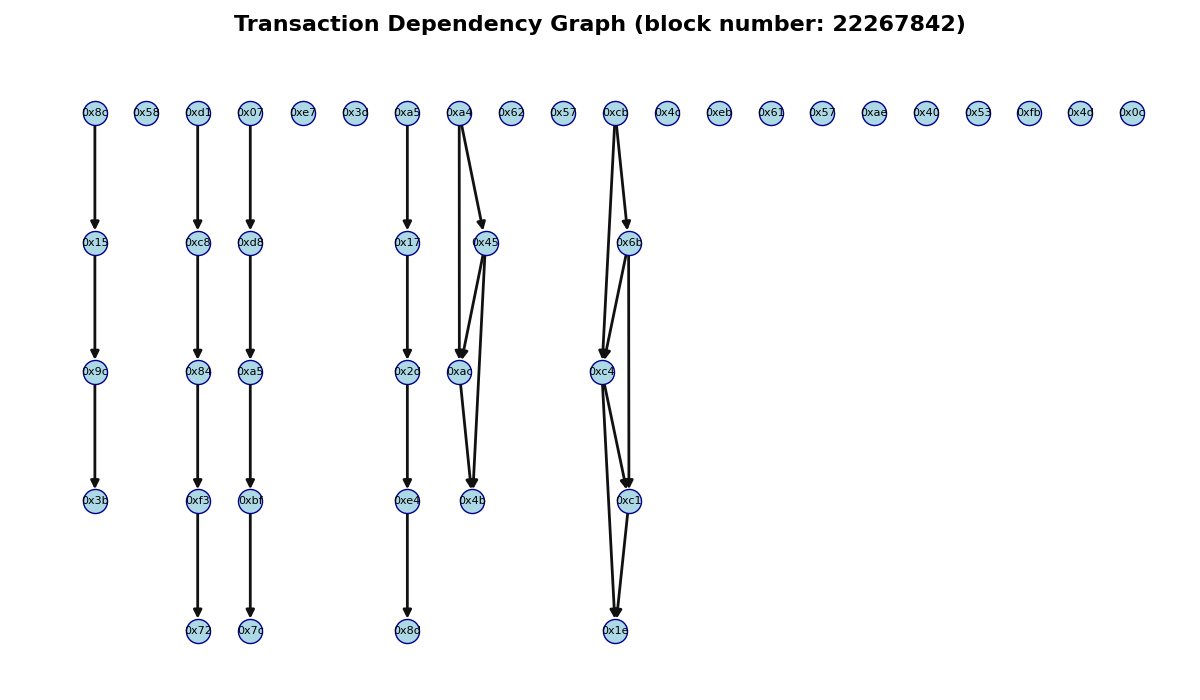 Transaction Dependency Graph (block number: 22267842)
0x8c 0x58 0xd1 0x07 0xe7 0x3d 0xa5 0xa4 0x62 0x57 0xcb 0x4c 0xeb 0x61 0x57 0xae 0x40 0x53 0xfb 0x4d 0x0c
0x15 0xc8 0xd8 0x17 0x45 0x6b
0x9c 0x84 0xa5 0x2d 0xac 0xc4
0x3b 0xf3 0xbf 0xe4 0x4b 0xc1
0x72 0x7c 0x8d 0x1e